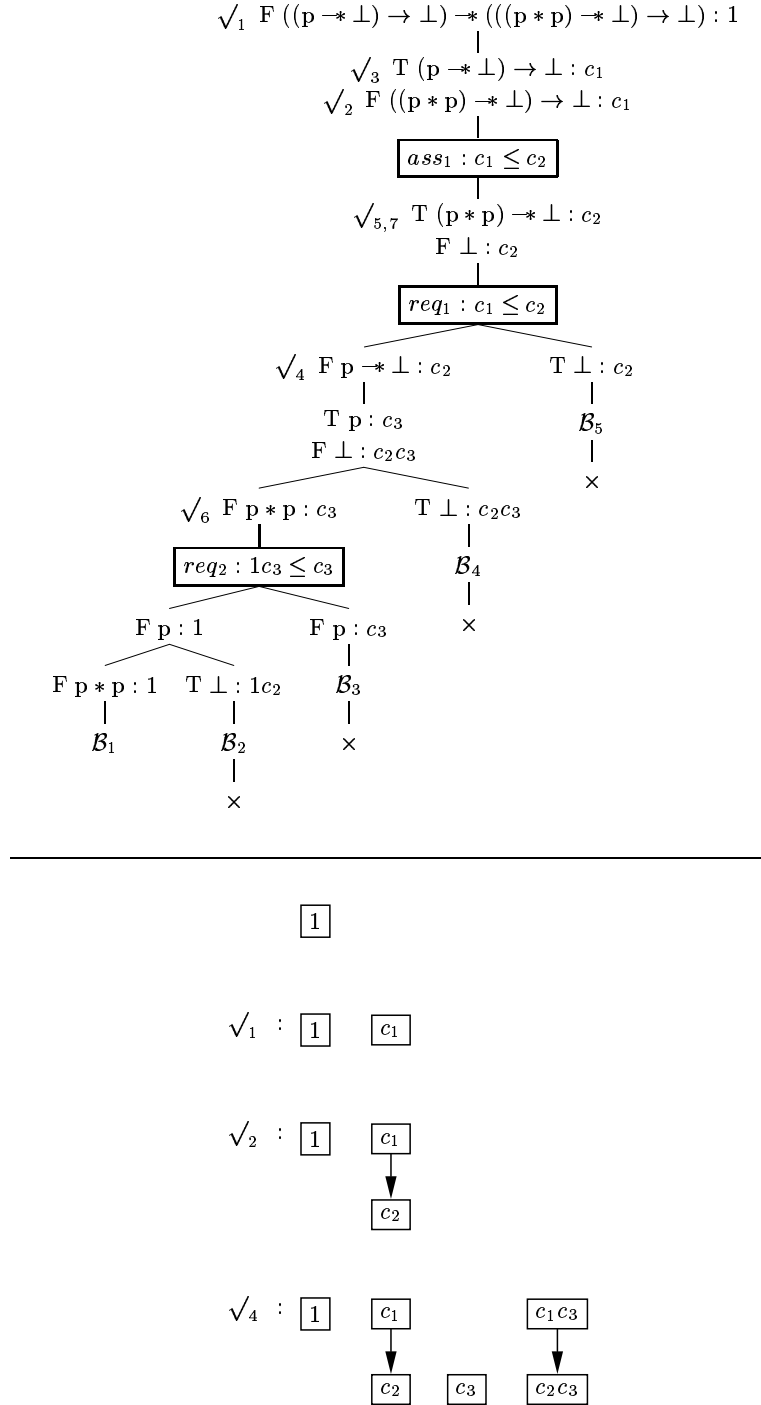 √₁ F ((p −∗ ⊥) → ⊥) −∗ (((p ∗ p) −∗ ⊥) → ⊥) : 1
√₃ T (p −∗ ⊥) → ⊥ : c₁
√₂ F ((p ∗ p) −∗ ⊥) → ⊥ : c₁
ass₁ : c₁ ≤ c₂
√₅,₇ T (p ∗ p) −∗ ⊥ : c₂
F ⊥ : c₂
req₁ : c₁ ≤ c₂
√₄ F p −∗ ⊥ : c₂ T ⊥ : c₂
T p : c₃ ℬ₅
F ⊥ : c₂c₃
×
√₆ F p ∗ p : c₃ T ⊥ : c₂c₃
req₂ : 1c₃ ≤ c₃ ℬ₄
F p : 1 F p : c₃ ×
F p ∗ p : 1 T ⊥ : 1c₂ ℬ₃
ℬ₁ ℬ₂ ×
×
1
√₁ : 1 c₁
√₂ : 1 c₁
c₂
√₄ : 1 c₁ c₁c₃
c₂ c₃ c₂c₃